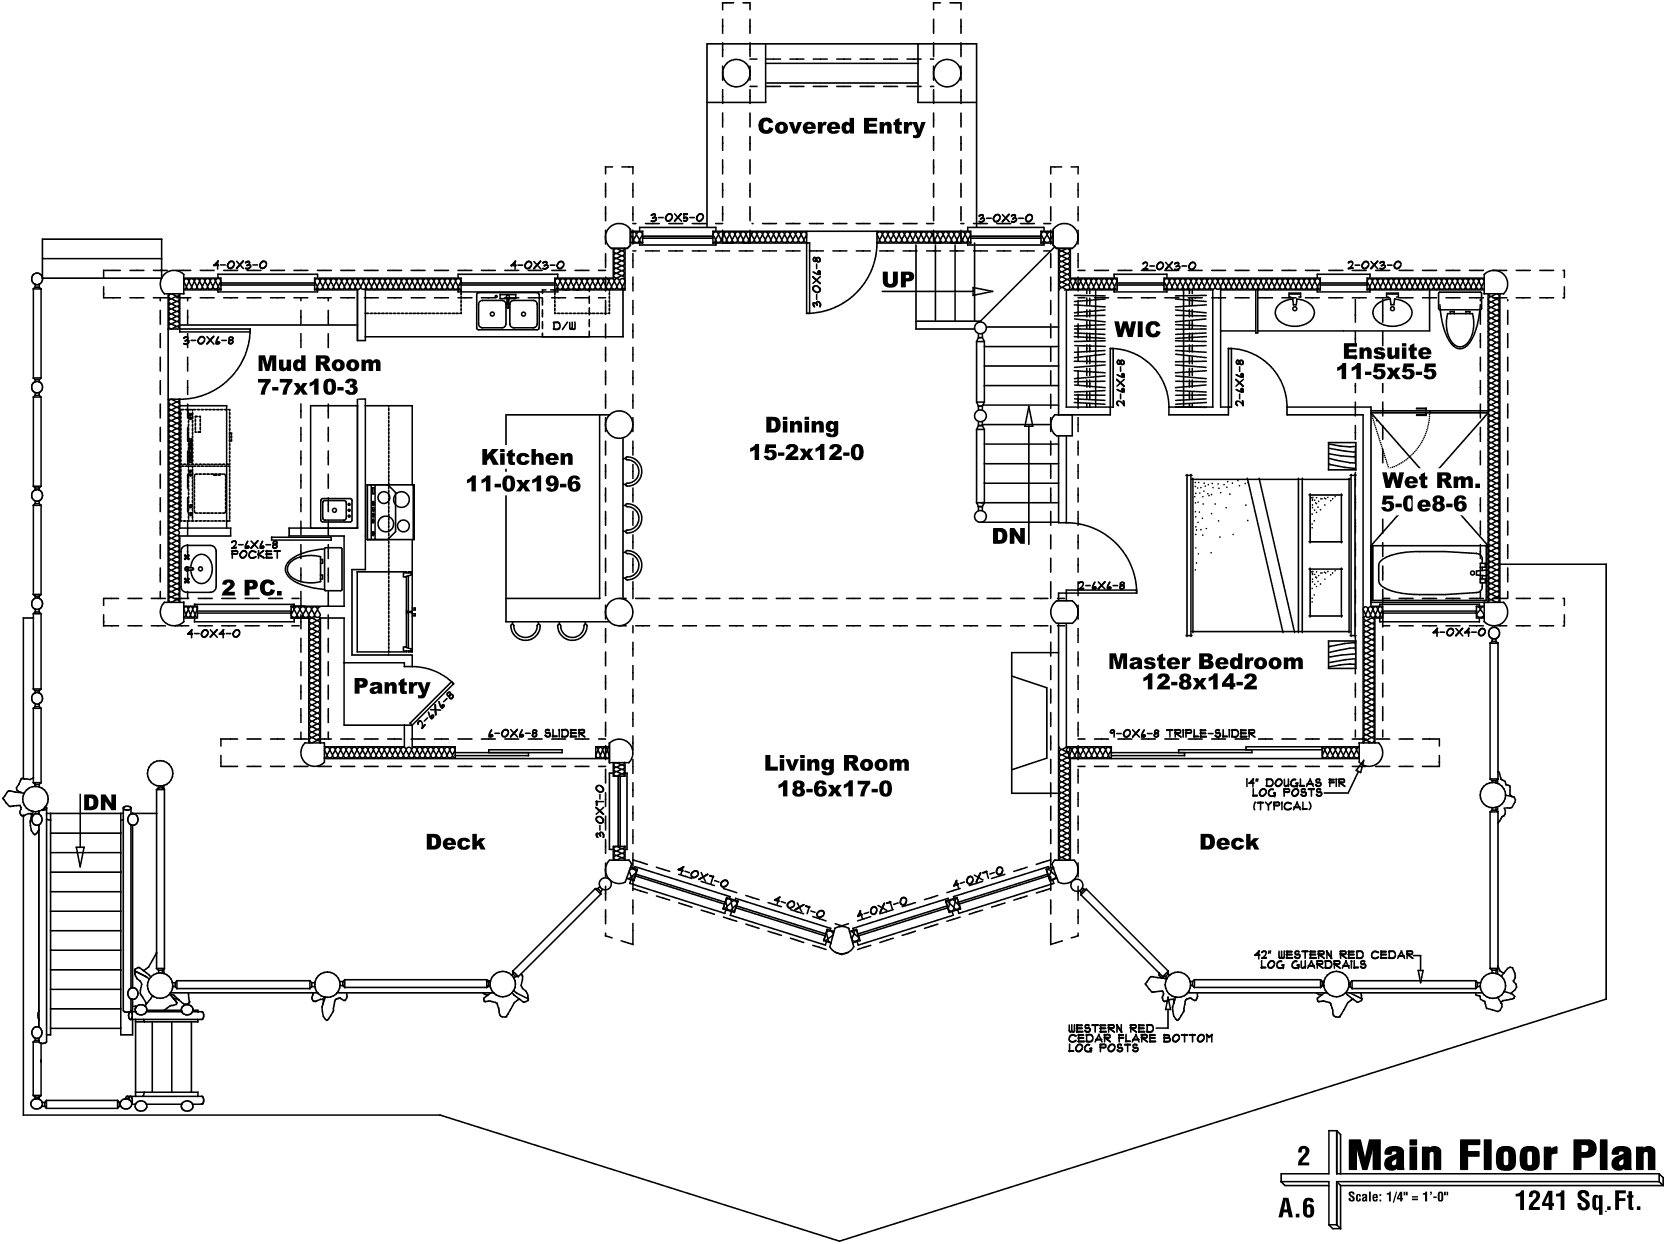 Covered Entry
3-0X5-0
3-0X3-0
4-0X3-0
4-0X3-0
2-0X3-0
2-0X3-0
3-0X6-8
UP
D/W
WIC
3-0X6-8
Mud Room
7-7x10-3
Ensuite
11-5x5-5
2-6X6-8
2-6X6-8
Dining
15-2x12-0
Kitchen
11-0x19-6
Wet Rm.
5-0e8-6
DN
2-6X6-8
POCKET
2 PC.
2-6X6-8
4-0X4-0
4-0X4-0
Master Bedroom
12-8x14-2
Pantry
2-6X6-8
6-0X6-8 SLIDER
9-0X6-8 TRIPLE-SLIDER
Living Room
18-6x17-0
14" DOUGLAS FIR
LOG POSTS
(TYPICAL)
DN
3-0X7-0
Deck
Deck
4-0X7-0
4-0X7-0
4-0X7-0
4-0X7-0
42" WESTERN RED CEDAR
LOG GUARDRAILS
WESTERN RED
CEDAR FLARE BOTTOM
LOG POSTS
2
Main Floor Plan
A.6
Scale: 1/4" = 1'-0"
1241 Sq.Ft.